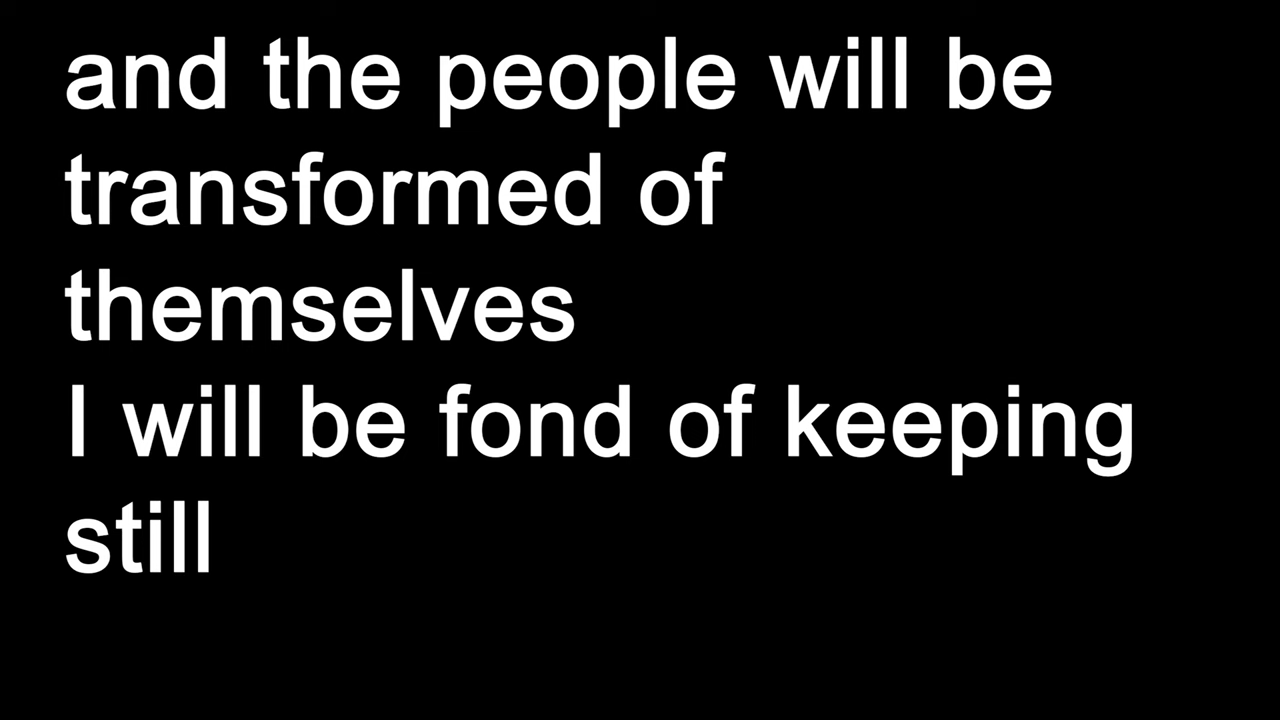 and the people will be
transformed of
themselves
I will be fond of keeping
still